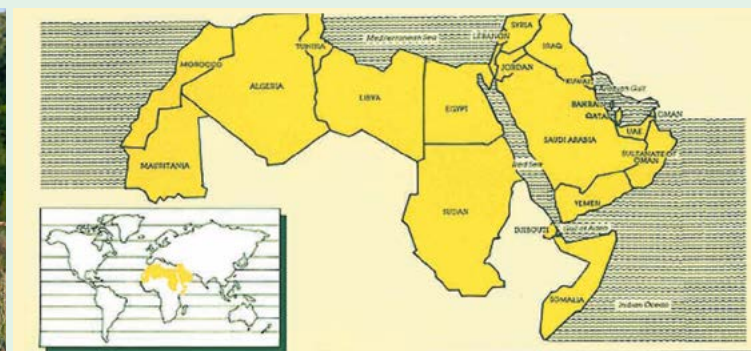 Mediterranean Sea
SYRIA
LEBANON
IRAQ
TUNISIA
MOROCCO
JORDAN
ALGERIA
LIBYA
EGYPT
KUWAIT
Arabian Gulf
BAHRAIN
QATAR
OMAN
UAE
SAUDI ARABIA
SULTANATE OF
OMAN
MAURITANIA
Red Sea
YEMEN
SUDAN
DJIBOUTI
Gulf of Aden
SOMALIA
Indian Ocean